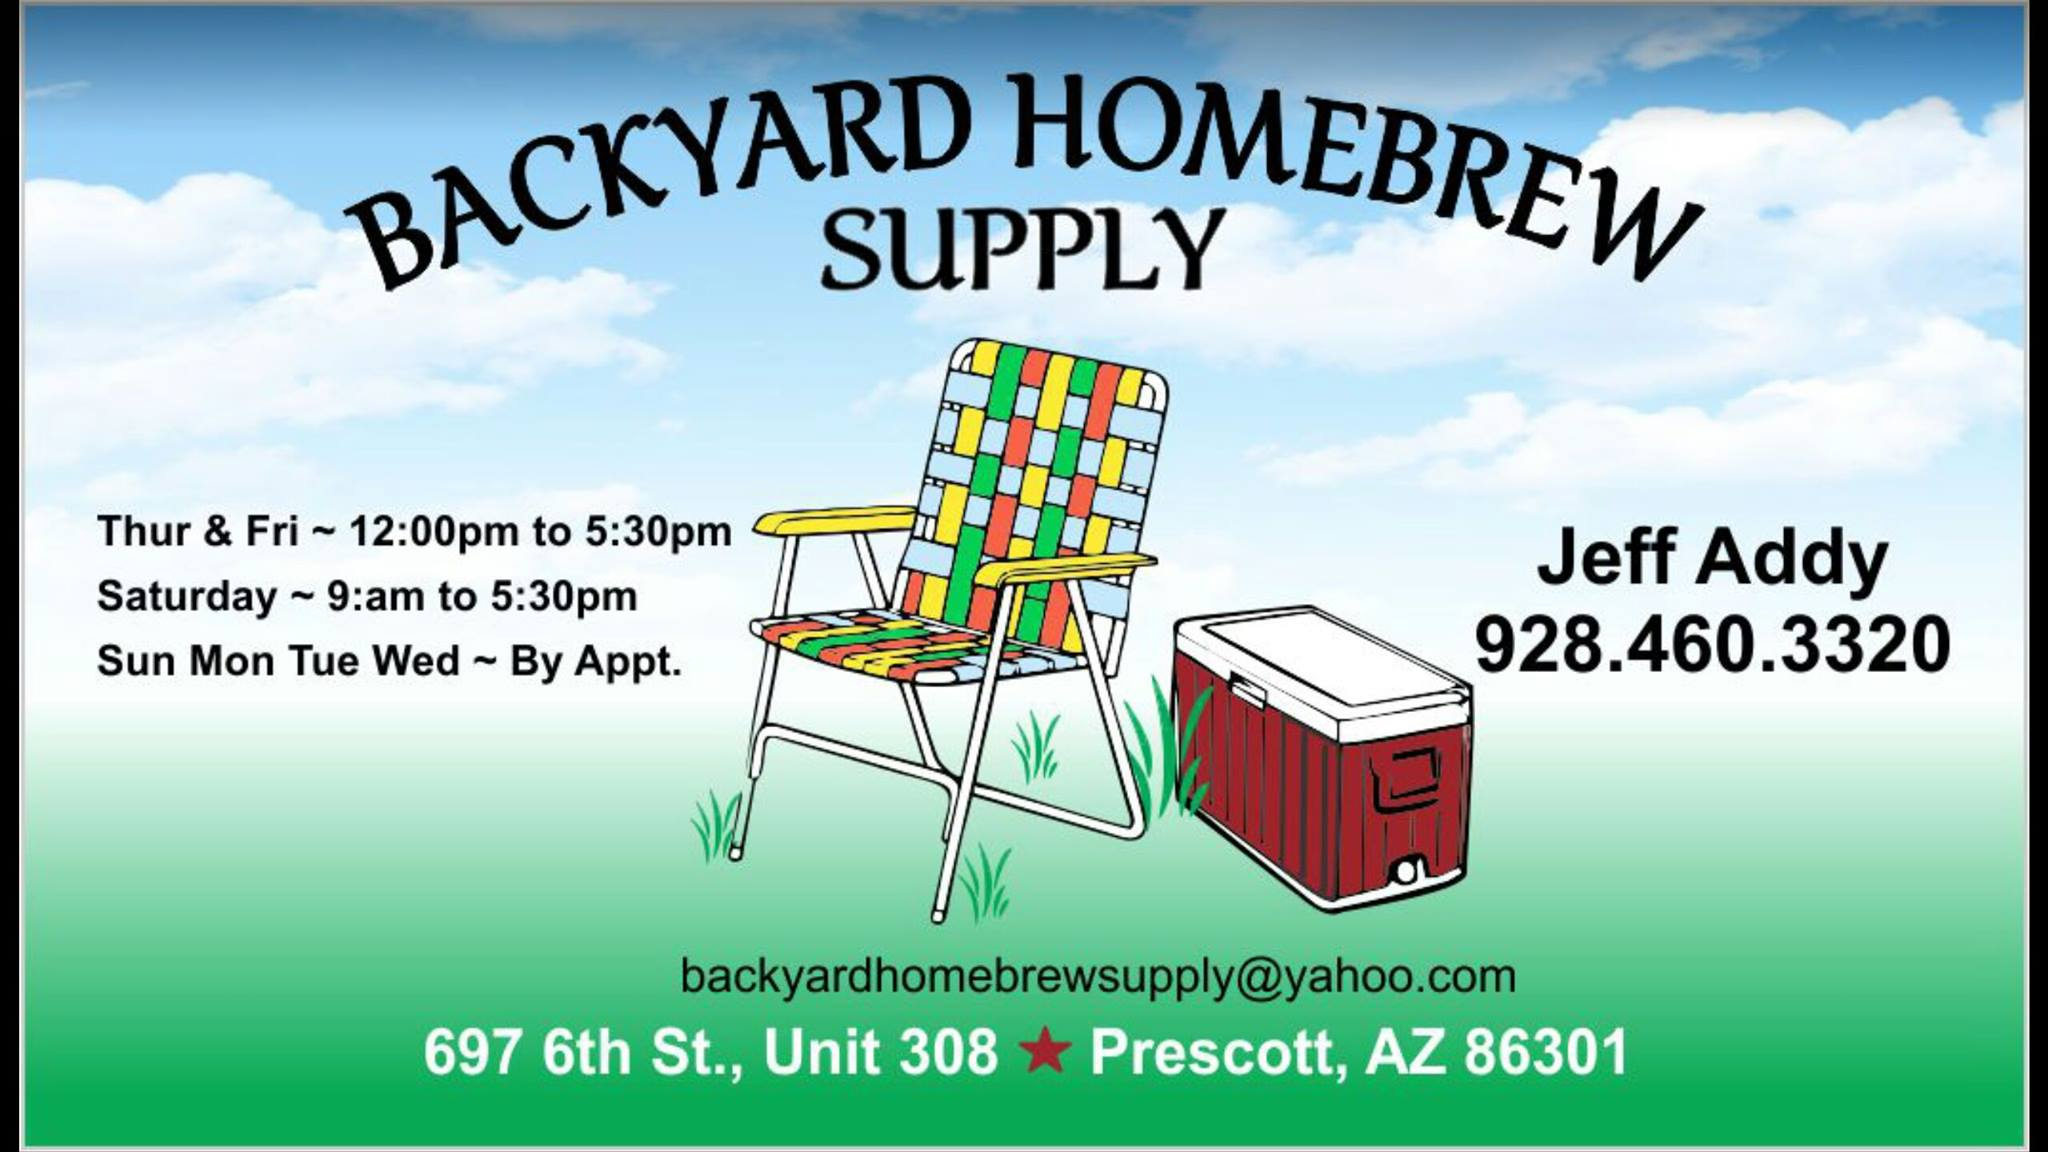 BACKYARD HOMEBREW
SUPPLY
Thur & Fri ~ 12:00pm to 5:30pm
Saturday ~ 9:am to 5:30pm
Sun Mon Tue Wed ~ By Appt.
Jeff Addy
928.460.3320
backyardhomebrewsupply@yahoo.com
697 6th St., Unit 308 ★ Prescott, AZ 86301